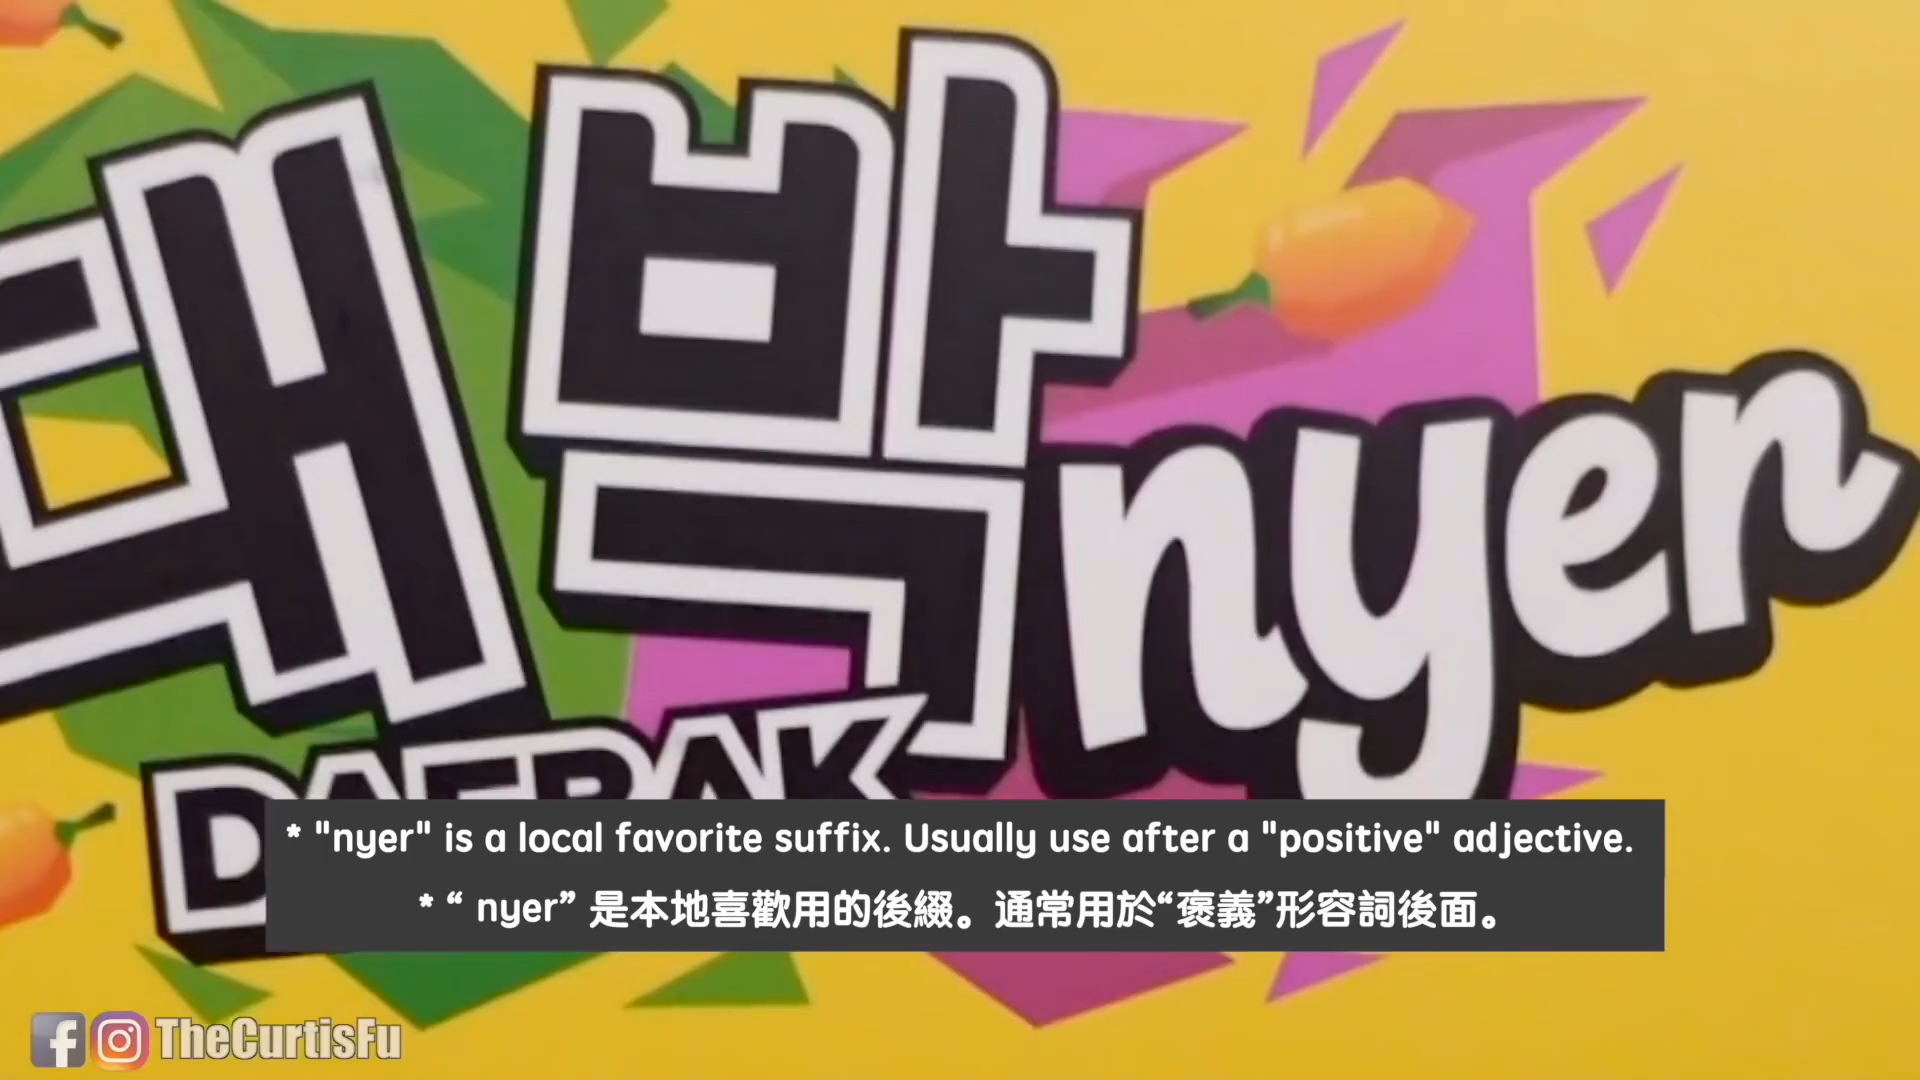 대박nyer
DAEBAK
* "nyer" is a local favorite suffix. Usually use after a "positive" adjective.
* “ nyer” 是本地喜歡用的後綴。通常用於“褒義”形容詞後面。
TheCurtisFu